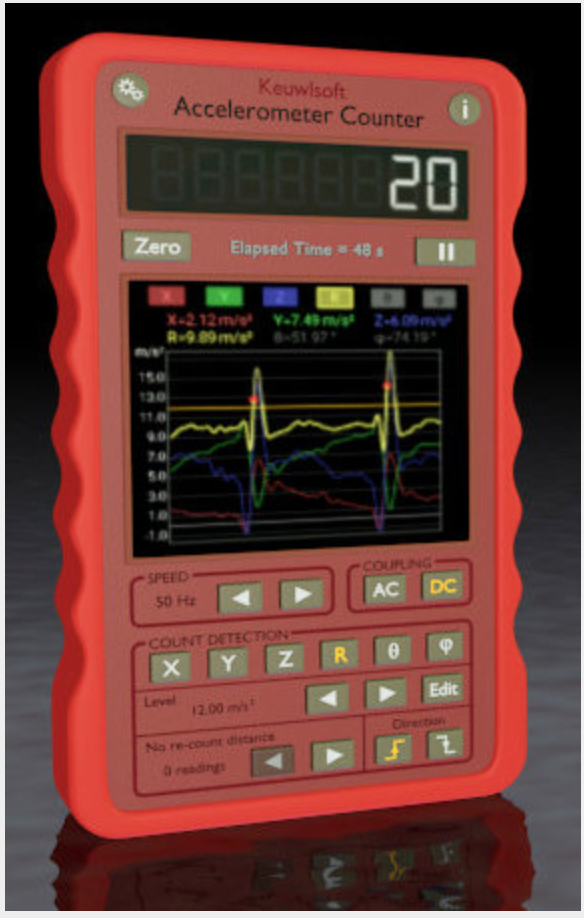 Keuwlsoft
i
Accelerometer Counter
20
Zero
Elapsed Time = 48 s
X Y Z R θ φ
X=2.12 m/s² Y=7.49 m/s² Z=6.09 m/s²
R=9.89 m/s² θ=51.97° φ=74.19°
m/s²
15.0
13.0
11.0
9.0
7.0
5.0
3.0
1.0
-1.0
SPEED
50 Hz
COUPLING
AC DC
COUNT DETECTION
X Y Z R θ φ
Level 12.00 m/s²
Edit
No re-count distance
0 readings
Direction